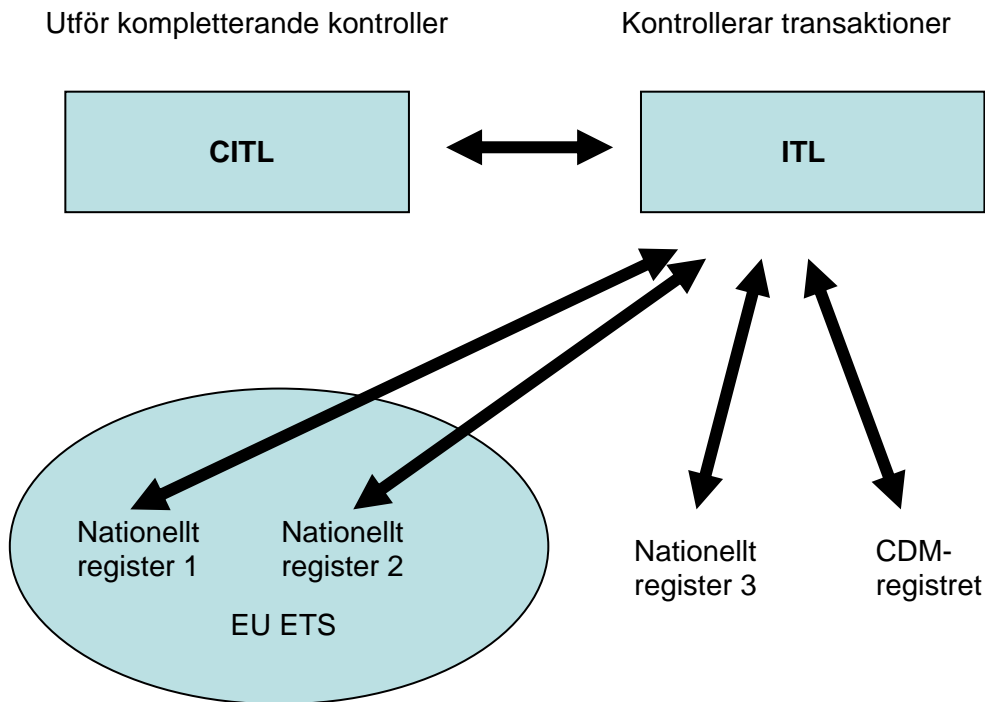 Utför kompletterande kontroller
Kontrollerar transaktioner
CITL
ITL
Nationellt
register 1
Nationellt
register 2
EU ETS
Nationellt
register 3
CDM-
registret